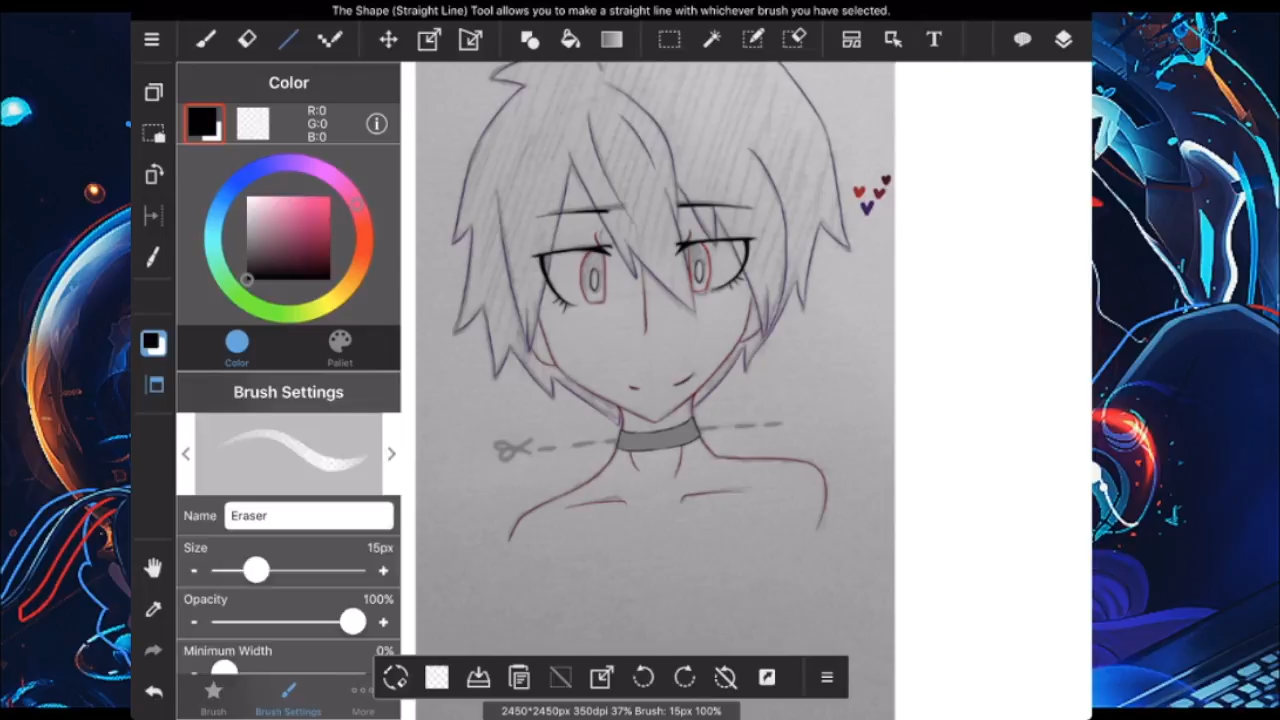 The Shape (Straight Line) Tool allows you to make a straight line with whichever brush you have selected.
T
Color
R:0
G:0
B:0
Color
Pallet
Brush Settings
Name
Eraser
Size
15px
-
+
Opacity
100%
-
+
Minimum Width
0%
Brush
Brush Settings
More
2450*2450px 350dpi 37% Brush: 15px 100%